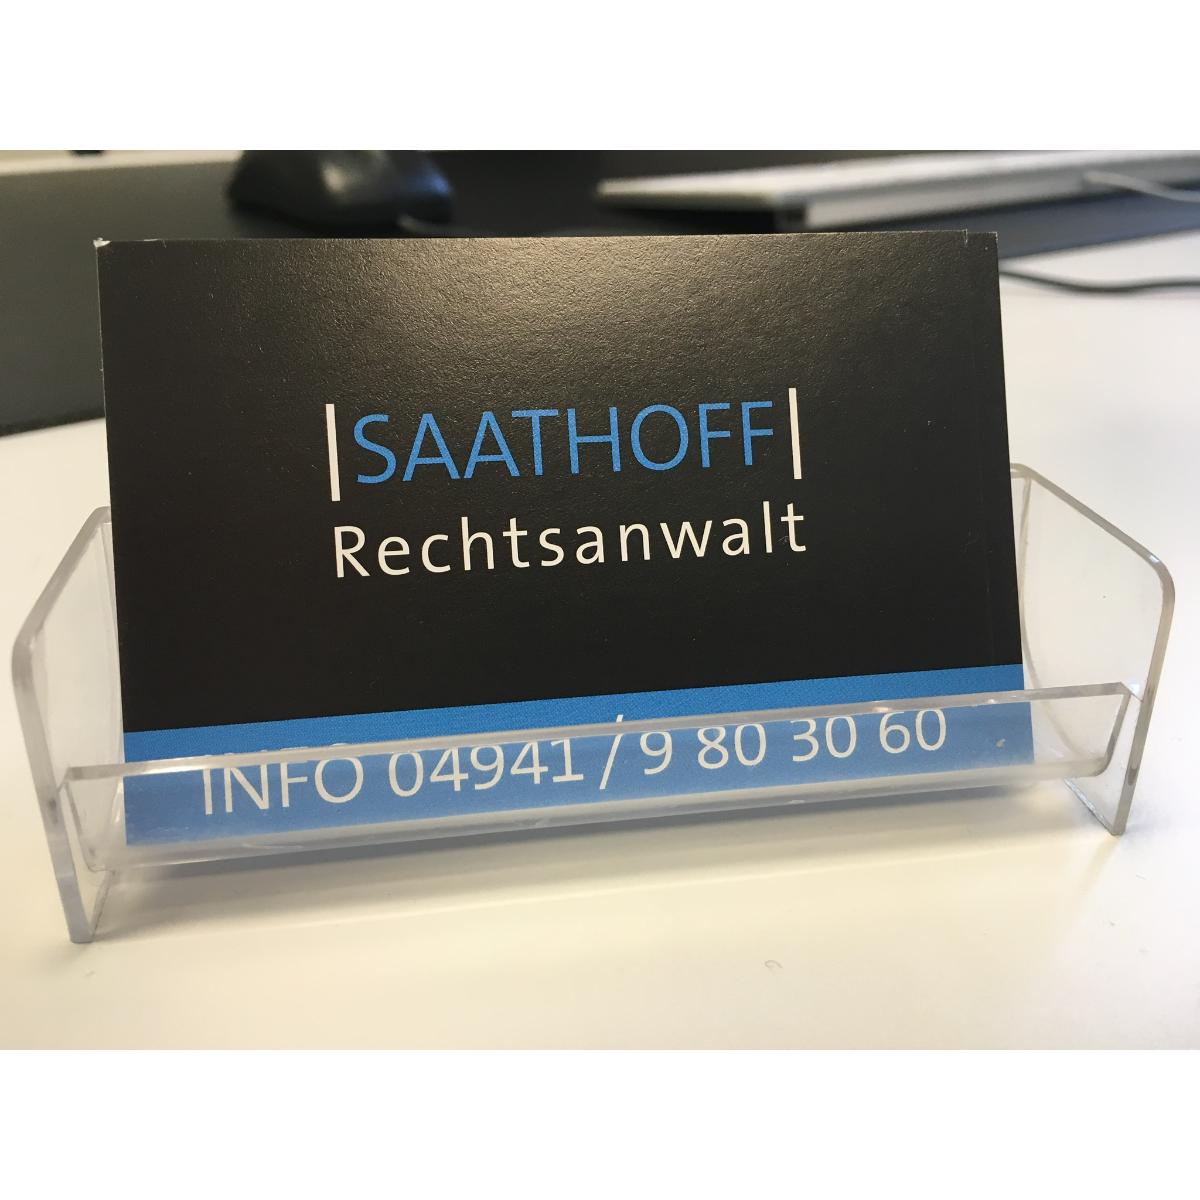 |SAATHOFF|
Rechtsanwalt
INFO 04941 / 9 80 30 60